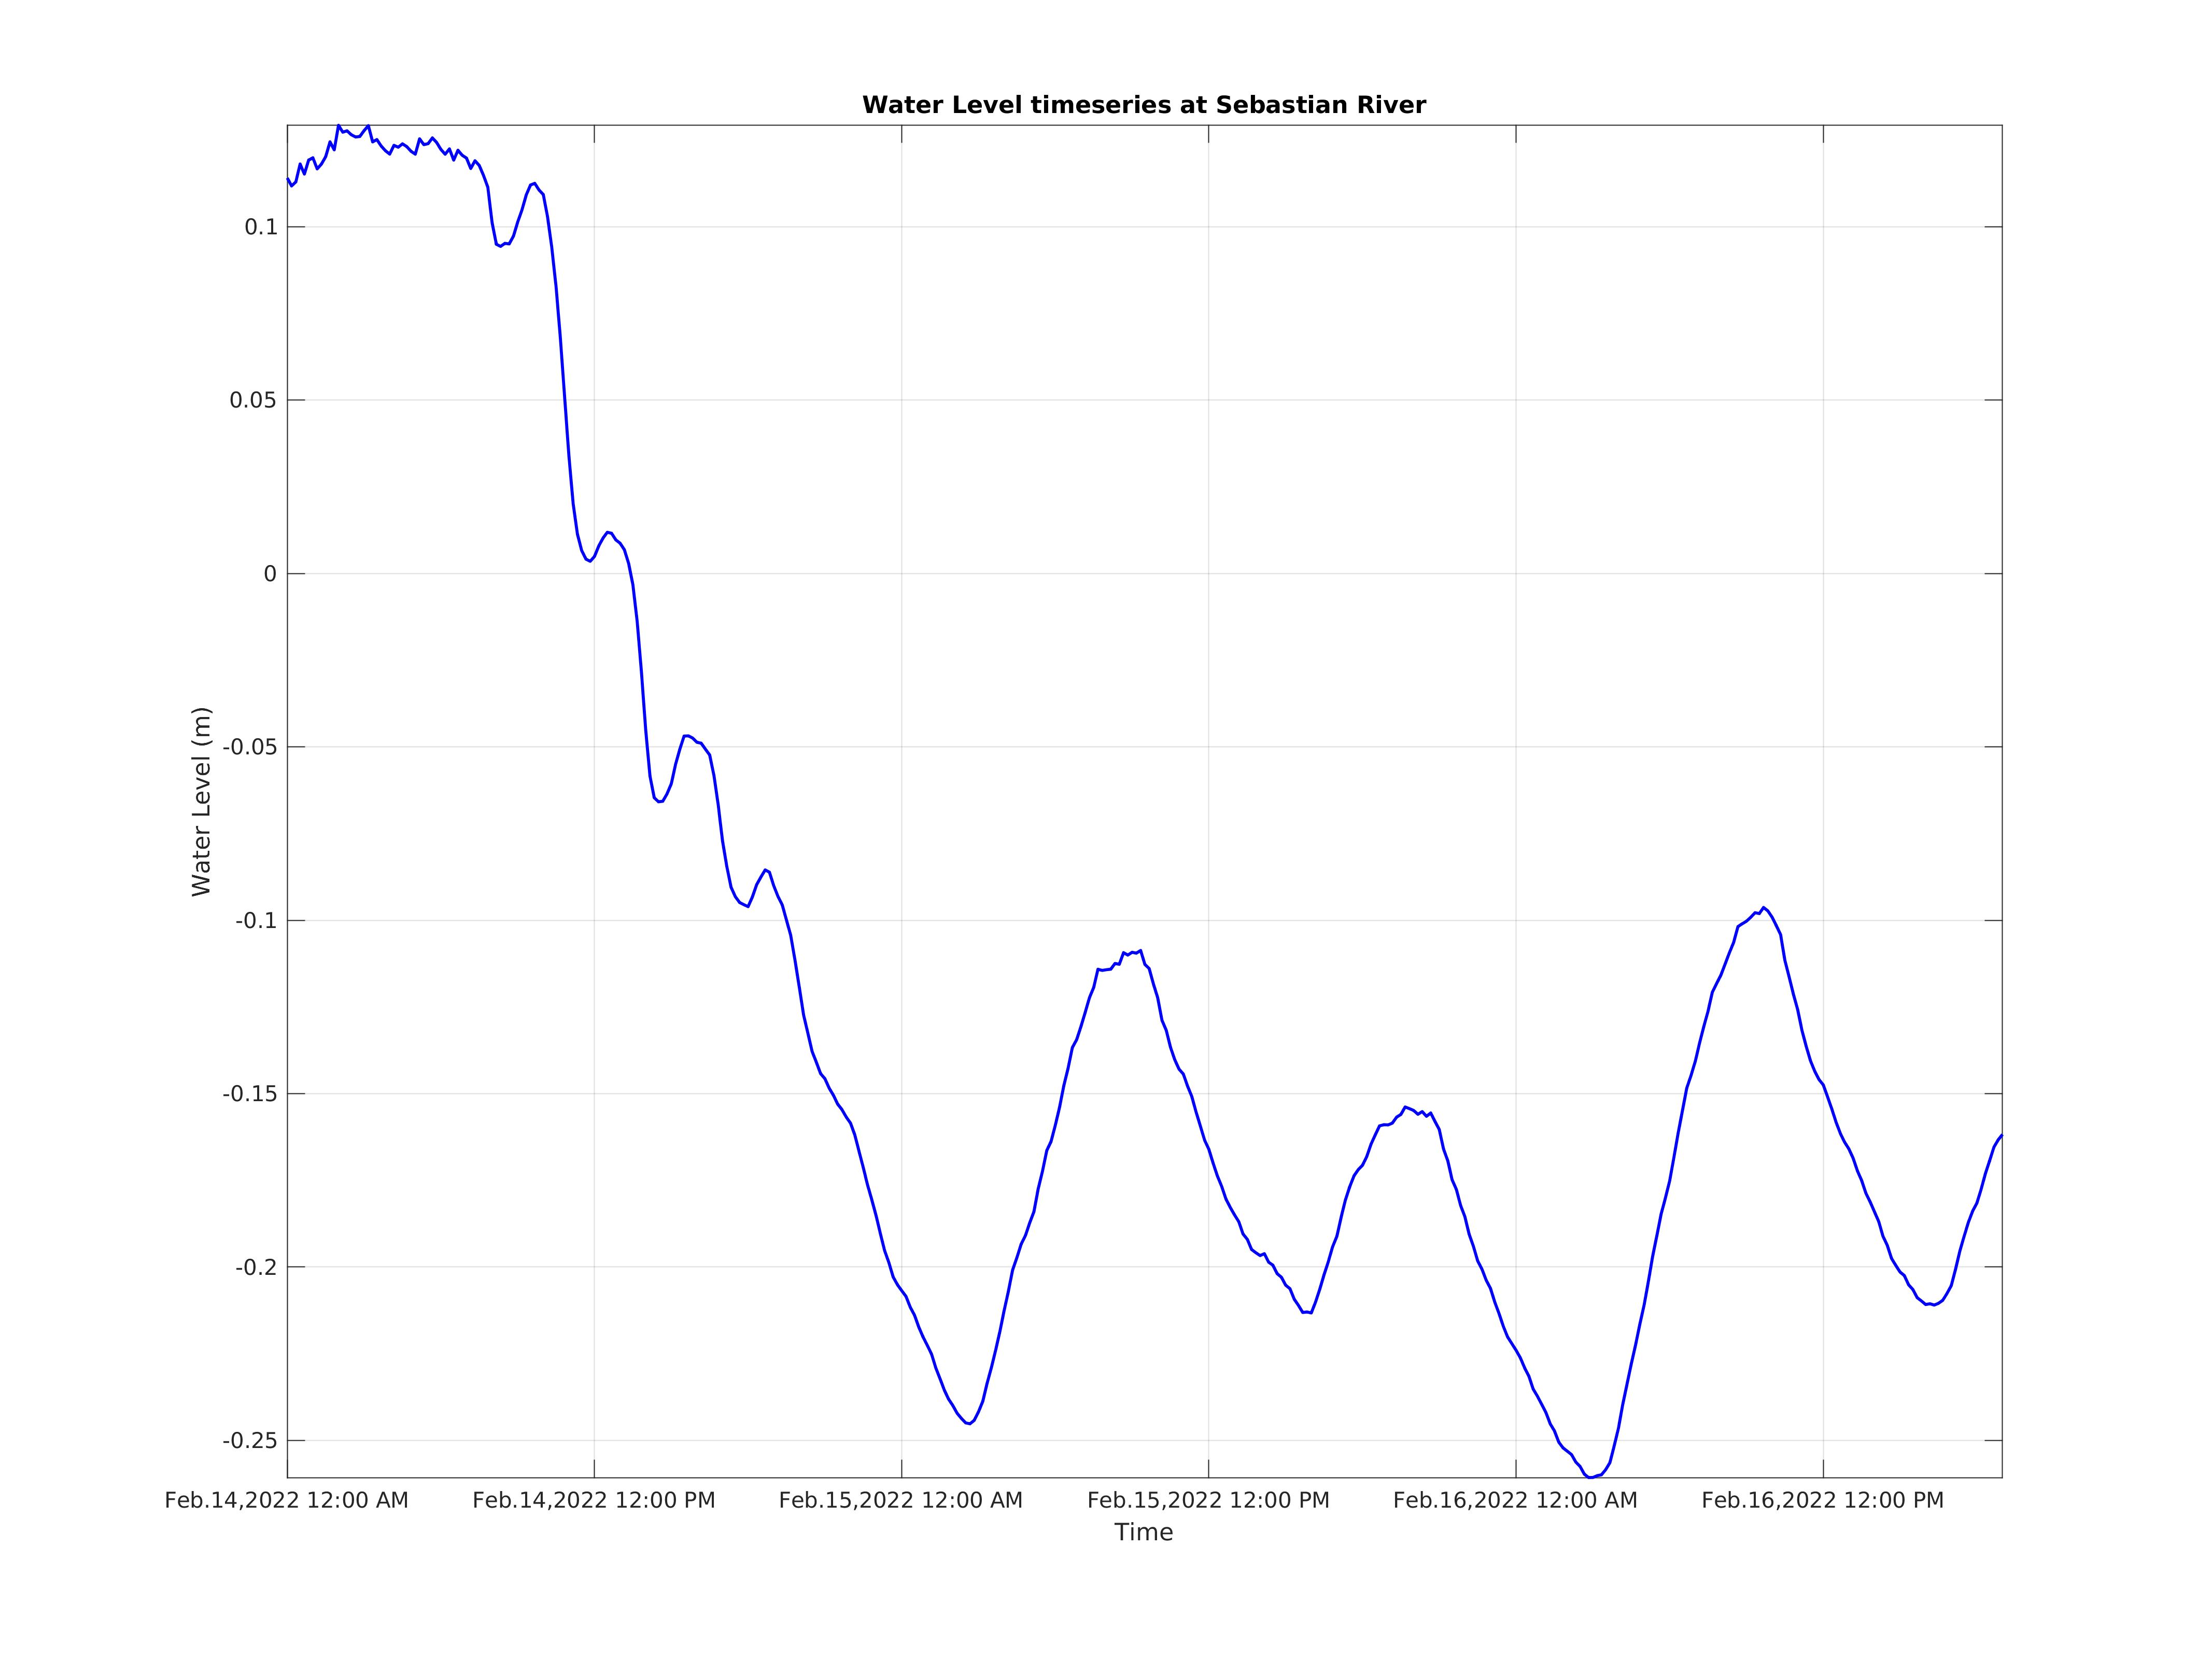 Water Level timeseries at Sebastian River
0.1
0.05
0
-0.05
-0.1
-0.15
-0.2
-0.25
Water Level (m)
Feb.14,2022 12:00 AM Feb.14,2022 12:00 PM Feb.15,2022 12:00 AM Feb.15,2022 12:00 PM Feb.16,2022 12:00 AM Feb.16,2022 12:00 PM
Time